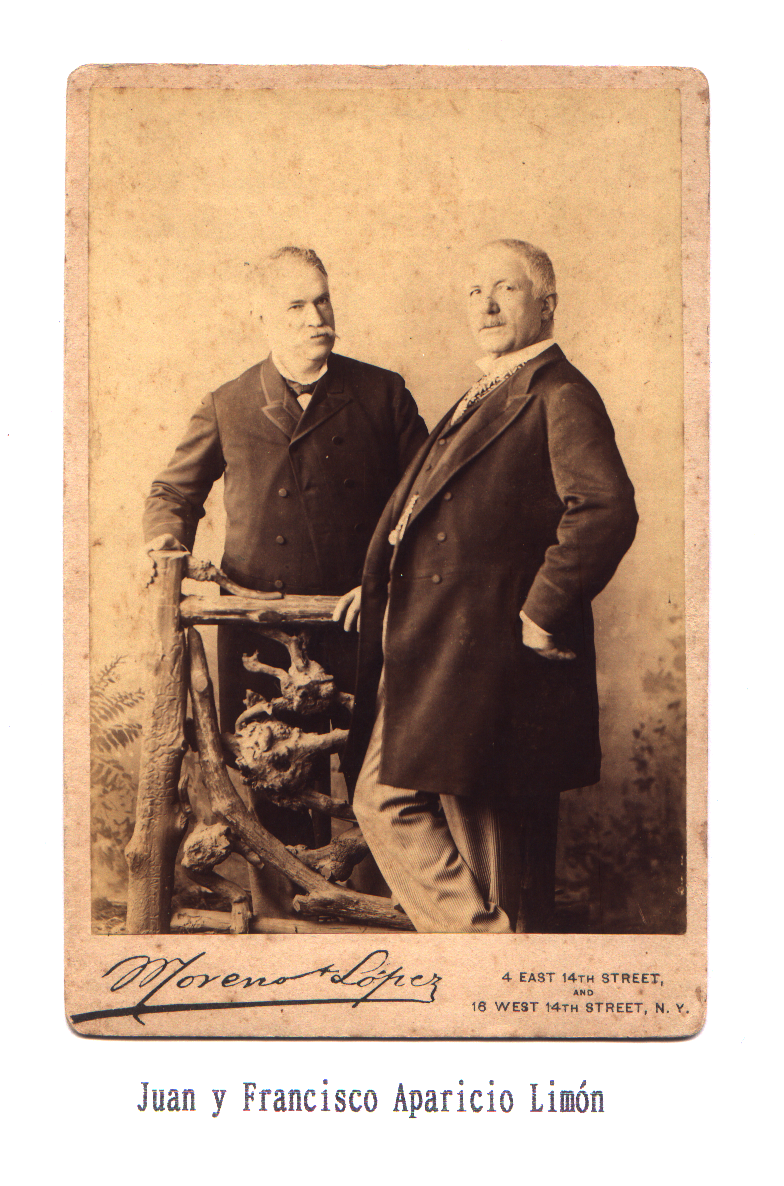 Moreno & López
4 EAST 14TH STREET,
AND
16 WEST 14TH STREET, N. Y.
Juan y Francisco Aparicio Limón